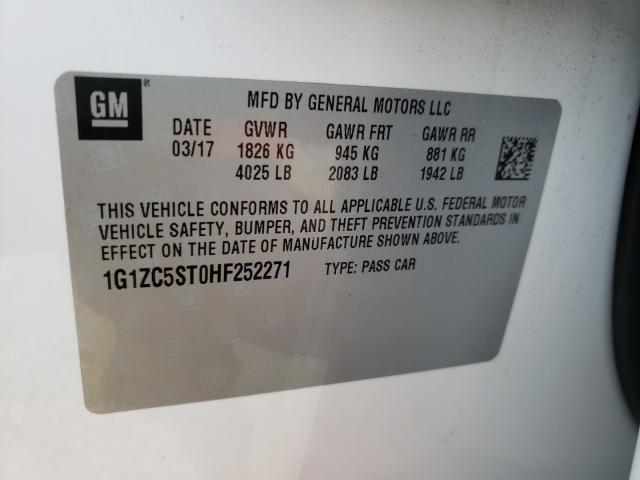 GM®
MFD BY GENERAL MOTORS LLC
DATE GVWR GAWR FRT GAWR RR
03/17 1826 KG 945 KG 881 KG
4025 LB 2083 LB 1942 LB
THIS VEHICLE CONFORMS TO ALL APPLICABLE U.S. FEDERAL MOTOR
VEHICLE SAFETY, BUMPER, AND THEFT PREVENTION STANDARDS IN
EFFECT ON THE DATE OF MANUFACTURE SHOWN ABOVE.
1G1ZC5ST0HF252271 TYPE: PASS CAR